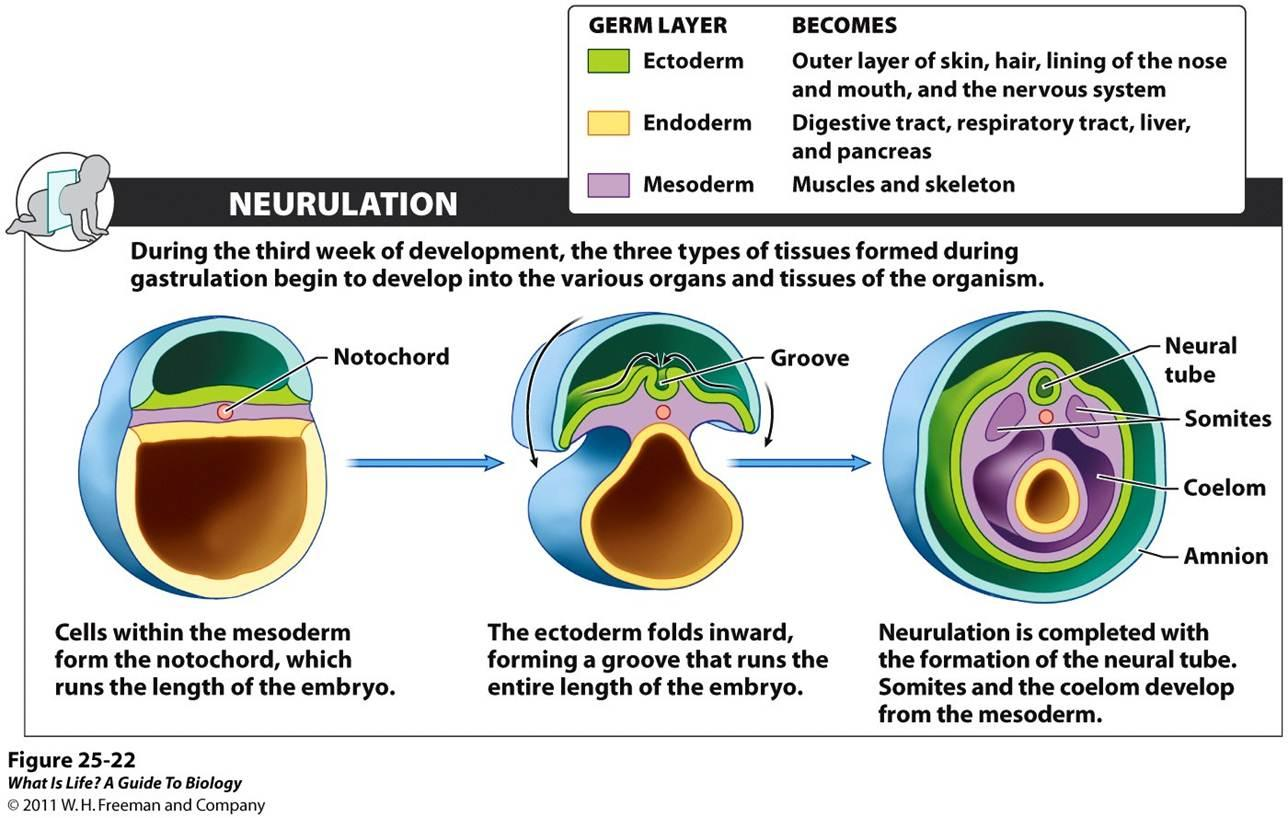 GERM LAYER BECOMES
Ectoderm Outer layer of skin, hair, lining of the nose
and mouth, and the nervous system
Endoderm Digestive tract, respiratory tract, liver,
and pancreas
Mesoderm Muscles and skeleton
NEURULATION
During the third week of development, the three types of tissues formed during
gastrulation begin to develop into the various organs and tissues of the organism.
Notochord
Groove
Neural
tube
Somites
Coelom
Amnion
Cells within the mesoderm
form the notochord, which
runs the length of the embryo.
The ectoderm folds inward,
forming a groove that runs the
entire length of the embryo.
Neurulation is completed with
the formation of the neural tube.
Somites and the coelom develop
from the mesoderm.
Figure 25-22
What Is Life? A Guide To Biology
© 2011 W. H. Freeman and Company